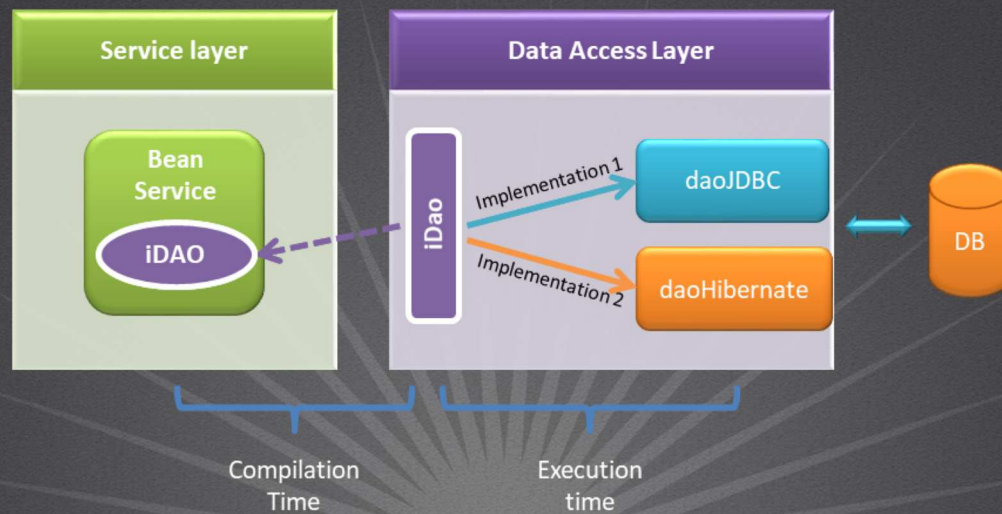 Service layer
Data Access Layer
Bean
Service
iDAO
iDao
Implementation 1
Implementation 2
daoJDBC
daoHibernate
DB
Compilation
Time
Execution
time